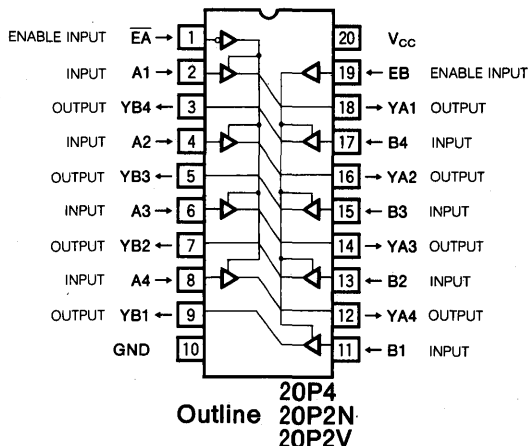 ENABLE INPUT E̅A̅ → 1 20 Vcc
INPUT A1 → 2 19 ← EB ENABLE INPUT
OUTPUT YB4 ← 3 18 → YA1 OUTPUT
INPUT A2 → 4 17 ← B4 INPUT
OUTPUT YB3 ← 5 16 → YA2 OUTPUT
INPUT A3 → 6 15 ← B3 INPUT
OUTPUT YB2 ← 7 14 → YA3 OUTPUT
INPUT A4 → 8 13 ← B2 INPUT
OUTPUT YB1 ← 9 12 → YA4 OUTPUT
GND 10 11 ← B1 INPUT
20P4
Outline 20P2N
20P2V